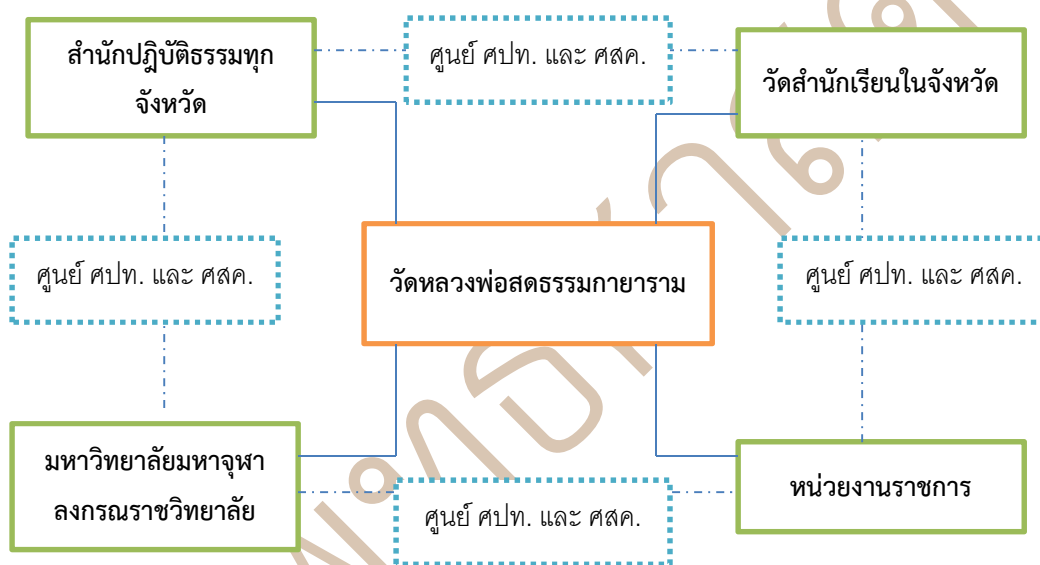 สำนักปฎิบัติธรรมทุก
จังหวัด
ศูนย์ ศปท. และ ศสค.
วัดสำนักเรียนในจังหวัด
ศูนย์ ศปท. และ ศสค.
วัดหลวงพ่อสดธรรมกายาราม
ศูนย์ ศปท. และ ศสค.
มหาวิทยาลัยมหาจุฬา
ลงกรณราชวิทยาลัย
ศูนย์ ศปท. และ ศสค.
หน่วยงานราชการ